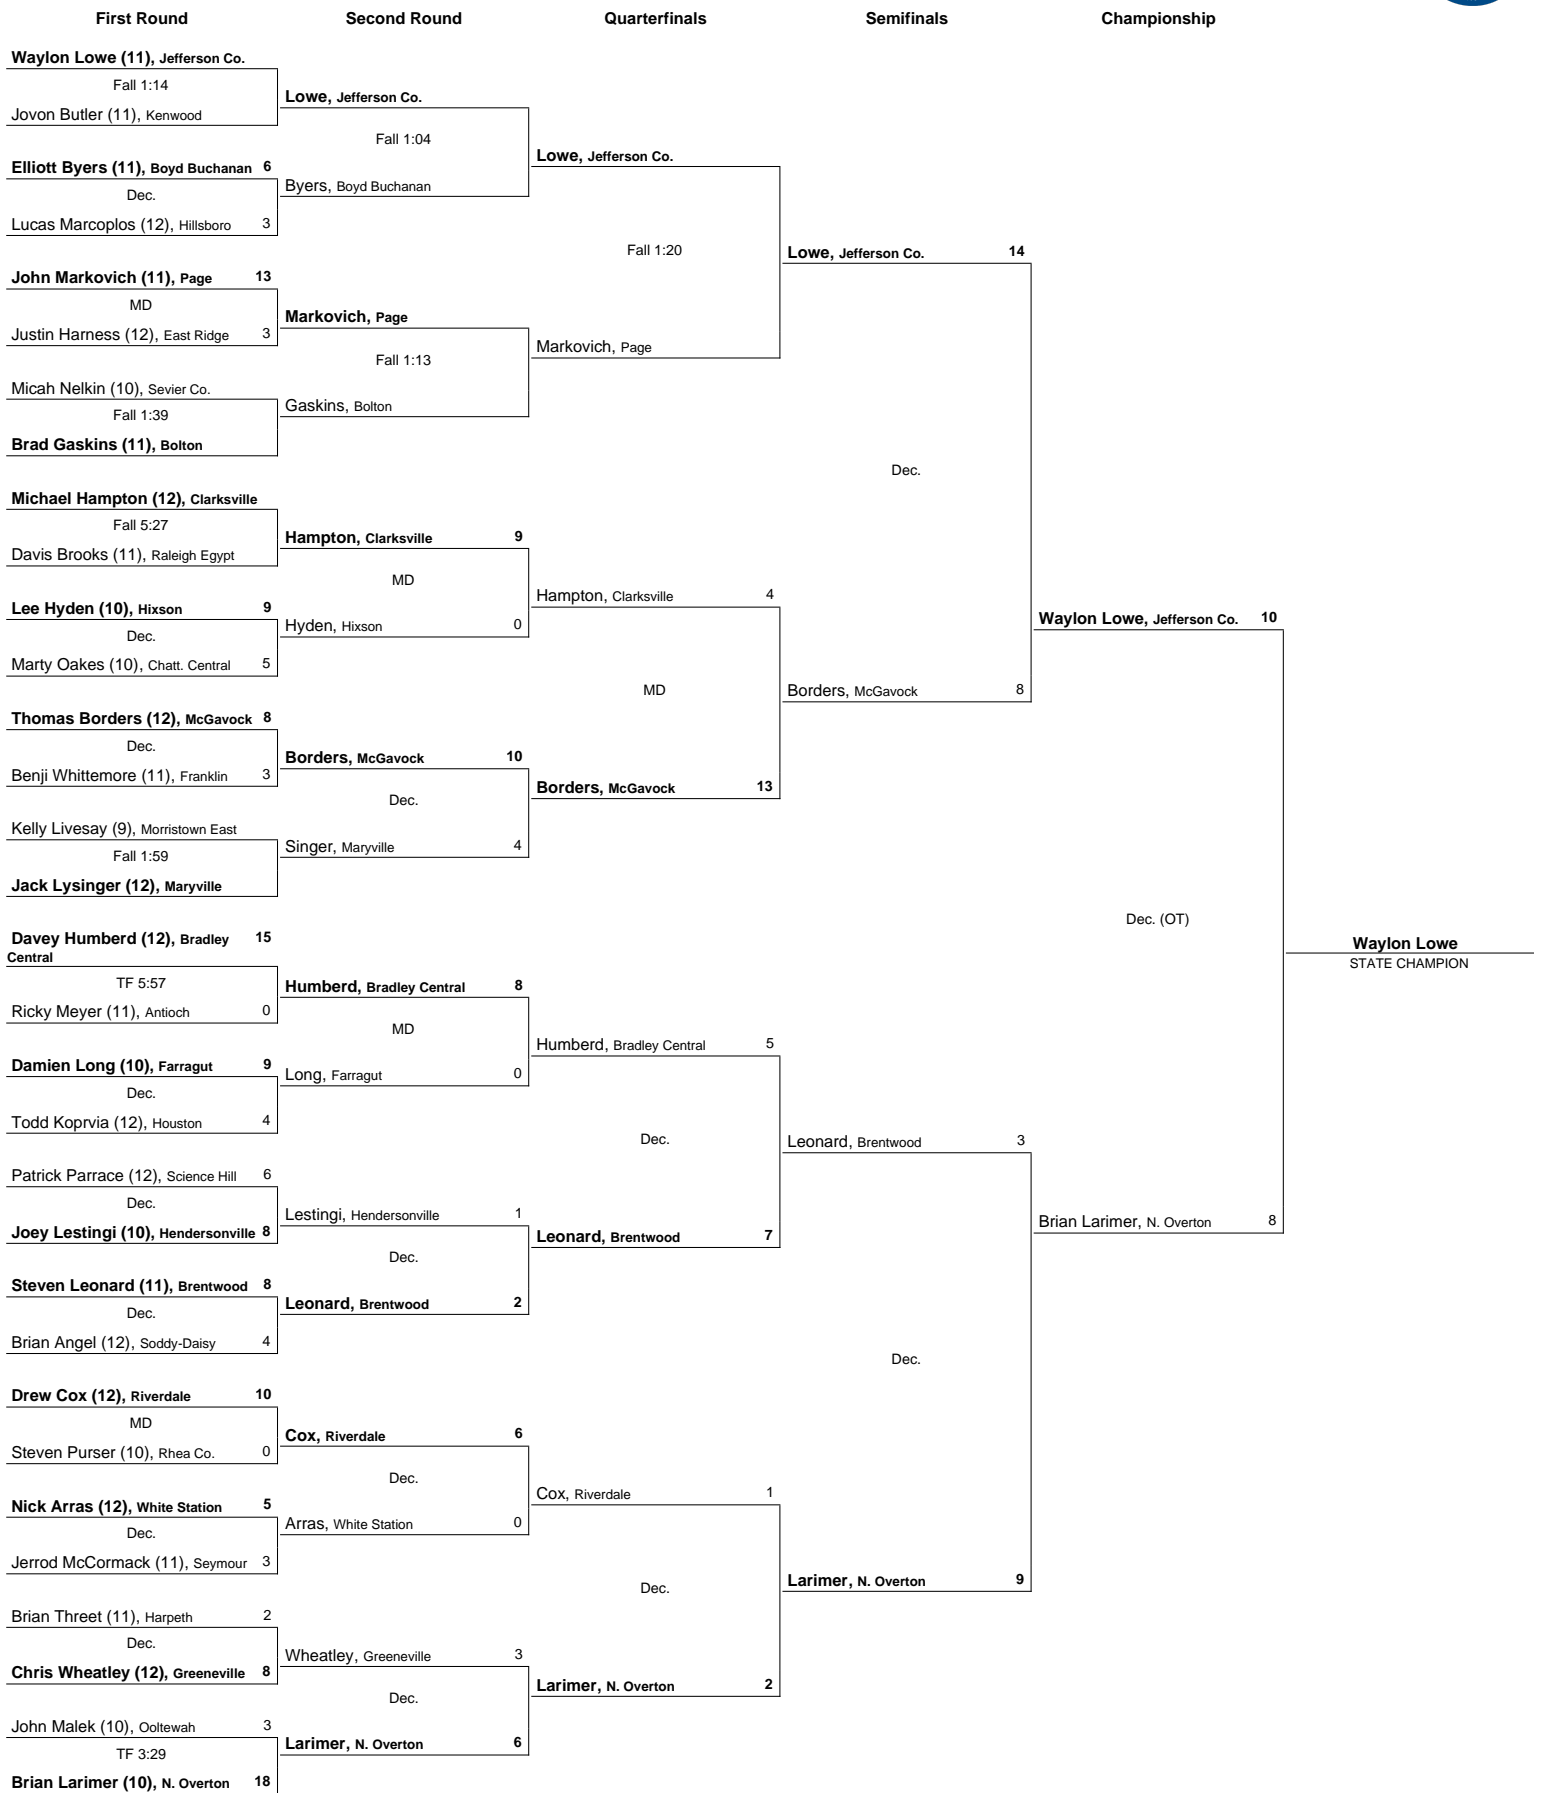 First Round Second Round Quarterfinals Semifinals Championship
Waylon Lowe (11), Jefferson Co.
Fall 1:14
Jovon Butler (11), Kenwood
Elliott Byers (11), Boyd Buchanan 6
Dec.
Lucas Marcoplos (12), Hillsboro 3
John Markovich (11), Page 13
MD
Justin Harness (12), East Ridge 3
Micah Nelkin (10), Sevier Co.
Fall 1:39
Brad Gaskins (11), Bolton
Michael Hampton (12), Clarksville
Fall 5:27
Davis Brooks (11), Raleigh Egypt
Lee Hyden (10), Hixson 9
Dec.
Marty Oakes (10), Chatt. Central 5
Thomas Borders (12), McGavock 8
Dec.
Benji Whittemore (11), Franklin 3
Kelly Livesay (9), Morristown East
Fall 1:59
Jack Lysinger (12), Maryville
Davey Humberd (12), Bradley 15
Central
TF 5:57
Ricky Meyer (11), Antioch 0
Damien Long (10), Farragut 9
Dec.
Todd Koprvia (12), Houston 4
Patrick Parrace (12), Science Hill 6
Dec.
Joey Lestingi (10), Hendersonville 8
Steven Leonard (11), Brentwood 8
Dec.
Brian Angel (12), Soddy-Daisy 4
Drew Cox (12), Riverdale 10
MD
Steven Purser (10), Rhea Co. 0
Nick Arras (12), White Station 5
Dec.
Jerrod McCormack (11), Seymour 3
Brian Threet (11), Harpeth 2
Dec.
Chris Wheatley (12), Greeneville 8
John Malek (10), Ooltewah 3
TF 3:29
Brian Larimer (10), N. Overton 18
Lowe, Jefferson Co.
Fall 1:04
Byers, Boyd Buchanan
Markovich, Page
Fall 1:13
Gaskins, Bolton
Hampton, Clarksville 9
MD
Hyden, Hixson 0
Borders, McGavock 10
Dec.
Singer, Maryville 4
Humberd, Bradley Central 8
MD
Long, Farragut 0
Lestingi, Hendersonville 1
Dec.
Leonard, Brentwood 2
Cox, Riverdale 6
Dec.
Arras, White Station 0
Wheatley, Greeneville 3
Dec.
Larimer, N. Overton 6
Lowe, Jefferson Co.
Fall 1:20
Markovich, Page
Hampton, Clarksville 4
MD
Borders, McGavock 13
Humberd, Bradley Central 5
Dec.
Leonard, Brentwood 7
Cox, Riverdale 1
Dec.
Larimer, N. Overton 2
Lowe, Jefferson Co. 14
Dec.
Borders, McGavock 8
Leonard, Brentwood 3
Dec.
Larimer, N. Overton 9
Waylon Lowe, Jefferson Co. 10
Dec. (OT)
Brian Larimer, N. Overton 8
Waylon Lowe
STATE CHAMPION